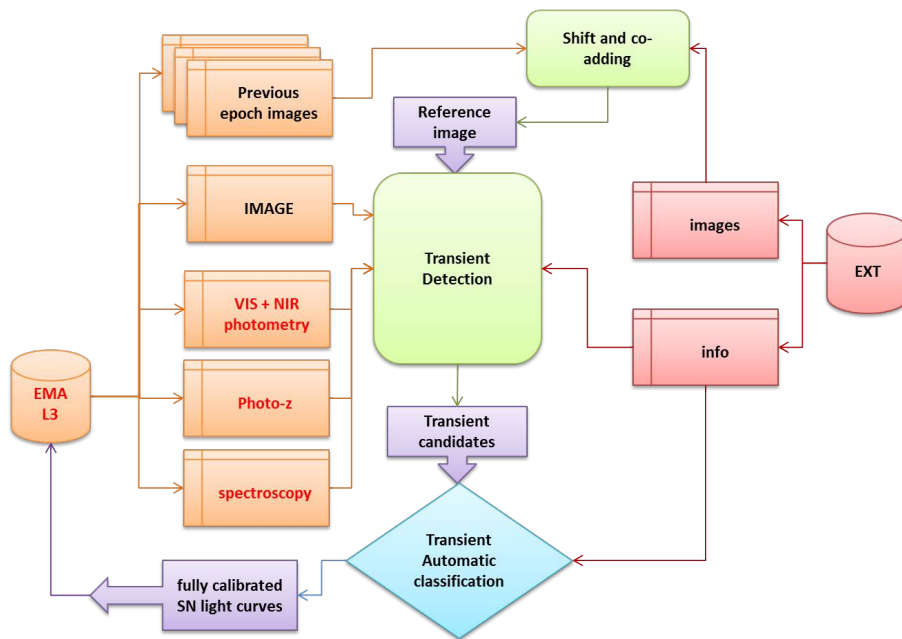 Shift and co-
adding
Previous
epoch images
Reference
image
IMAGE
images
Transient
Detection
EXT
VIS + NIR
photometry
info
EMA
L3
Photo-z
Transient
candidates
spectroscopy
Transient
Automatic
classification
fully calibrated
SN light curves